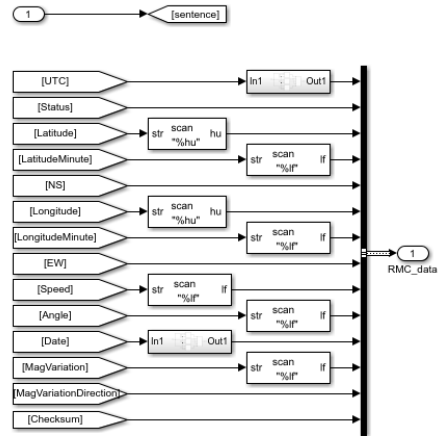 1 [sentence]
[UTC] In1 Out1
[Status]
[Latitude] str scan "%hu" hu
[LatitudeMinute] str scan "%lf" lf
[NS]
[Longitude] str scan "%hu" hu
[LongitudeMinute] str scan "%lf" lf
[EW]
1
RMC_data
[Speed] str scan "%lf" lf
[Angle] str scan "%lf" lf
[Date] In1 Out1
[MagVariation] str scan "%lf" lf
[MagVariationDirection]
[Checksum]